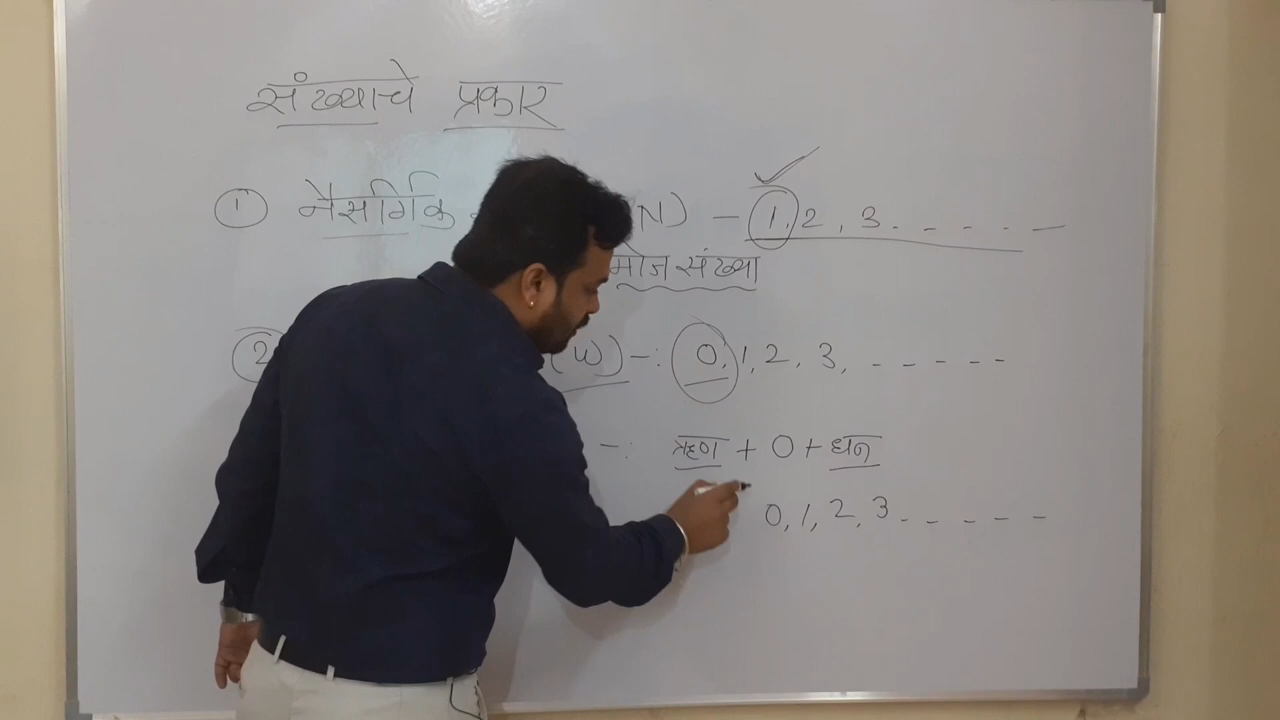 संख्याचे प्रकार
① नैसर्गिक N) – 1, 2, 3. - - - - -
मोज संख्या
② (W) -: 0, 1, 2, 3, - - - - -
-: ऋण + 0 + धन
0, 1, 2, 3. - - - - -